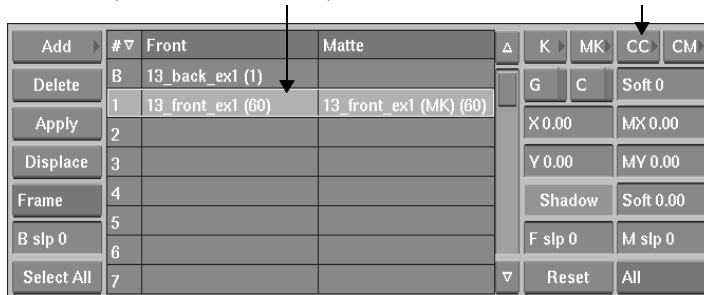 Add # Front Matte K MK CC CM
Delete B 13_back_ex1 (1) G C Soft 0
1 13_front_ex1 (60) 13_front_ex1 (MK) (60)
Apply 2 X 0.00 MX 0.00
Displace 3 Y 0.00 MY 0.00
Frame 4 Shadow Soft 0.00
B slp 0 5 F slp 0 M slp 0
6
Select All 7 Reset All